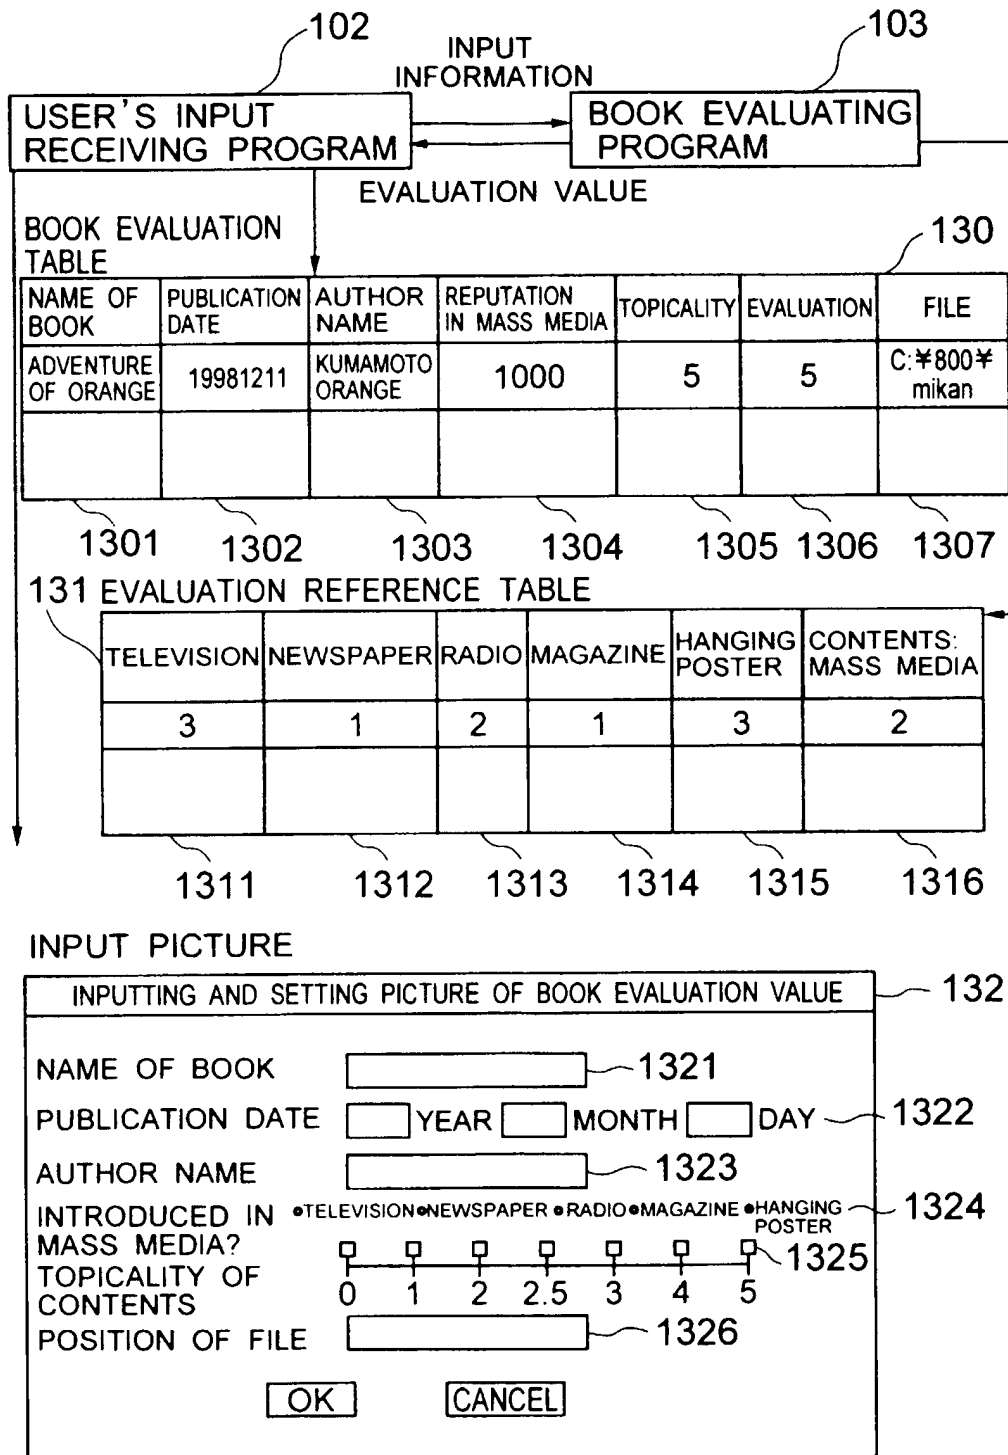 102
INPUT
INFORMATION
103
USER'S INPUT
RECEIVING PROGRAM
BOOK EVALUATING
PROGRAM
EVALUATION VALUE
BOOK EVALUATION
TABLE
130
NAME OF
BOOK
PUBLICATION
DATE
AUTHOR
NAME
REPUTATION
IN MASS MEDIA
TOPICALITY
EVALUATION
FILE
ADVENTURE
OF ORANGE
19981211
KUMAMOTO
ORANGE
1000
5
5
C:¥800¥
mikan
1301
1302
1303
1304
1305
1306
1307
131 EVALUATION REFERENCE TABLE
TELEVISION
NEWSPAPER
RADIO
MAGAZINE
HANGING
POSTER
CONTENTS:
MASS MEDIA
3
1
2
1
3
2
1311
1312
1313
1314
1315
1316
INPUT PICTURE
INPUTTING AND SETTING PICTURE OF BOOK EVALUATION VALUE
132
NAME OF BOOK
1321
PUBLICATION DATE YEAR MONTH DAY
1322
AUTHOR NAME
1323
INTRODUCED IN
MASS MEDIA?
•TELEVISION •NEWSPAPER •RADIO •MAGAZINE •HANGING
POSTER
1324
1325
TOPICALITY OF
CONTENTS
0 1 2 2.5 3 4 5
POSITION OF FILE
1326
OK
CANCEL